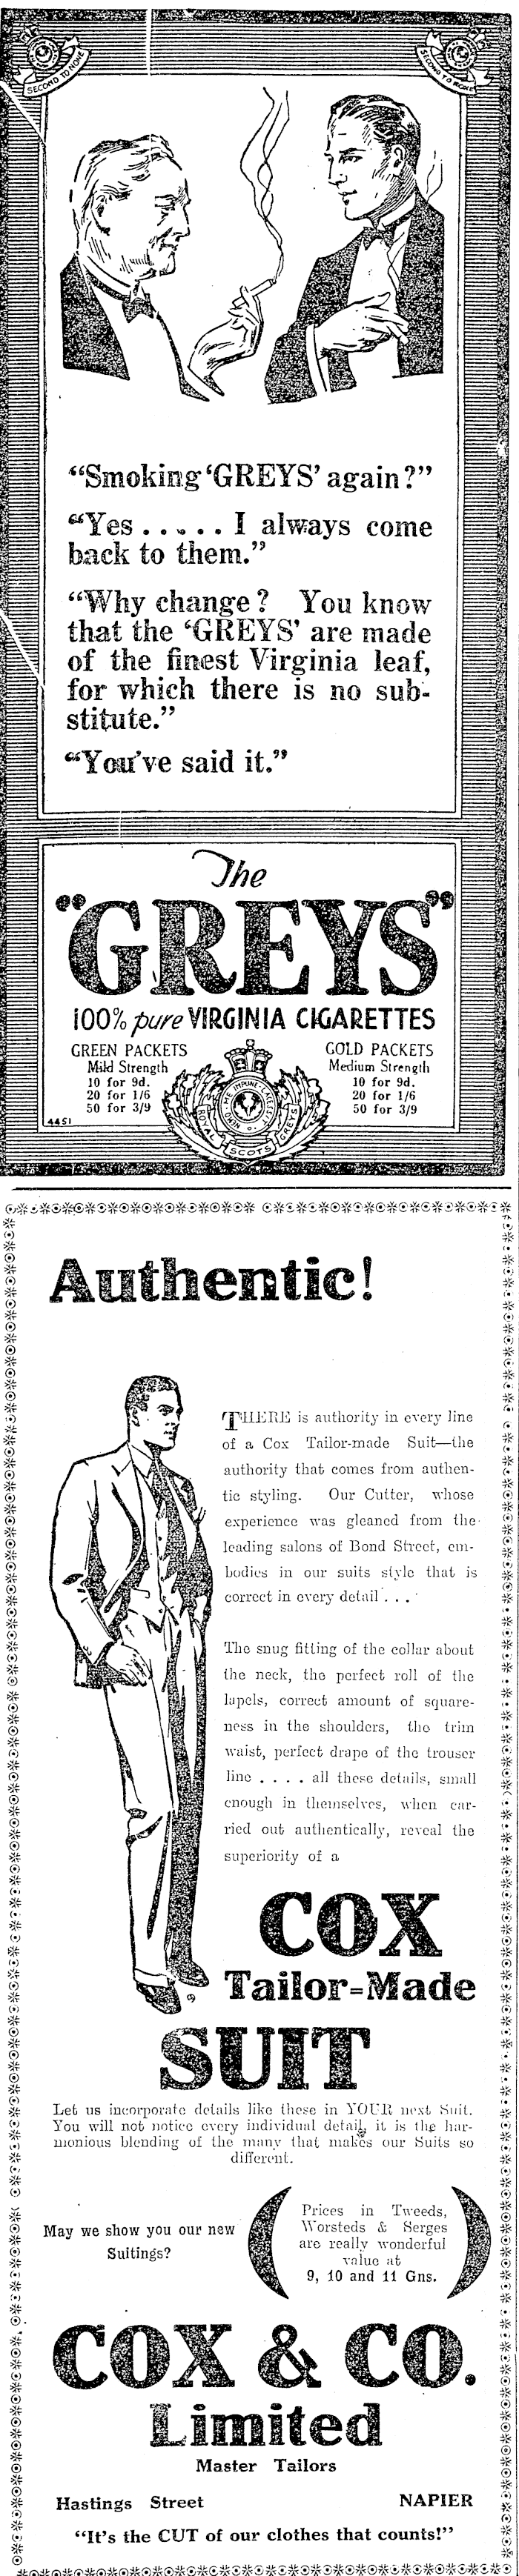 SECOND TO NONE
SECOND TO NONE
“Smoking ‘GREYS’ again?”
“Yes . . . . . I always come
back to them.”
“Why change? You know
that the ‘GREYS’ are made
of the finest Virginia leaf,
for which there is no sub-
stitute.”
“You’ve said it.”
The
“GREYS”
100% pure VIRGINIA CIGARETTES
GREEN PACKETS
Mild Strength
10 for 9d.
20 for 1/6
50 for 3/9
GOLD PACKETS
Medium Strength
10 for 9d.
20 for 1/6
50 for 3/9
ROYAL SCOTS GREYS
4451
Authentic!
THERE is authority in every line
of a Cox Tailor-made Suit—the
authority that comes from authen-
tic styling. Our Cutter, whose
experience was gleaned from the
leading salons of Bond Street, em-
bodies in our suits style that is
correct in every detail . . .
The snug fitting of the collar about
the neck, the perfect roll of the
lapels, correct amount of square-
ness in the shoulders, the trim
waist, perfect drape of the trouser
line . . . . all these details, small
enough in themselves, when car-
ried out authentically, reveal the
superiority of a
COX
Tailor=Made
SUIT
Let us incorporate details like these in YOUR next Suit.
You will not notice every individual detail, it is the har-
monious blending of the many that makes our Suits so
different.
May we show you our new
Suitings?
Prices in Tweeds,
Worsteds & Serges
are really wonderful
value at
9, 10 and 11 Gns.
COX & CO.
Limited
Master Tailors
Hastings Street NAPIER
“It’s the CUT of our clothes that counts!”